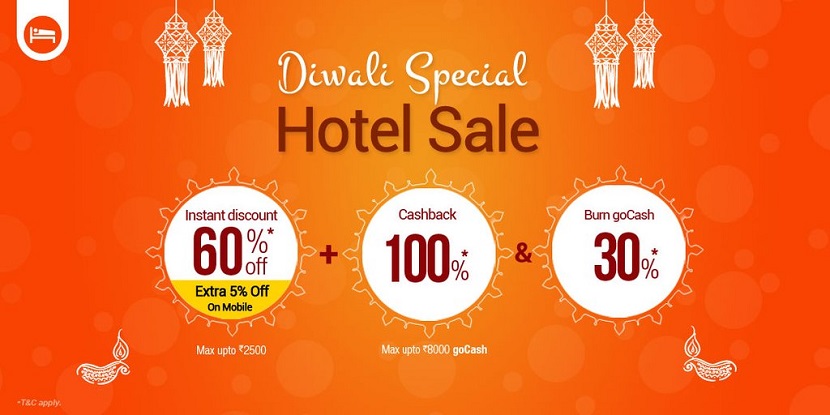 Diwali Special
Hotel Sale
Instant discount
60%* off
Extra 5% Off
On Mobile
Max upto ₹2500
+
Cashback
100%*
Max upto ₹8000 goCash
&
Burn goCash
30%*
*T&C apply.